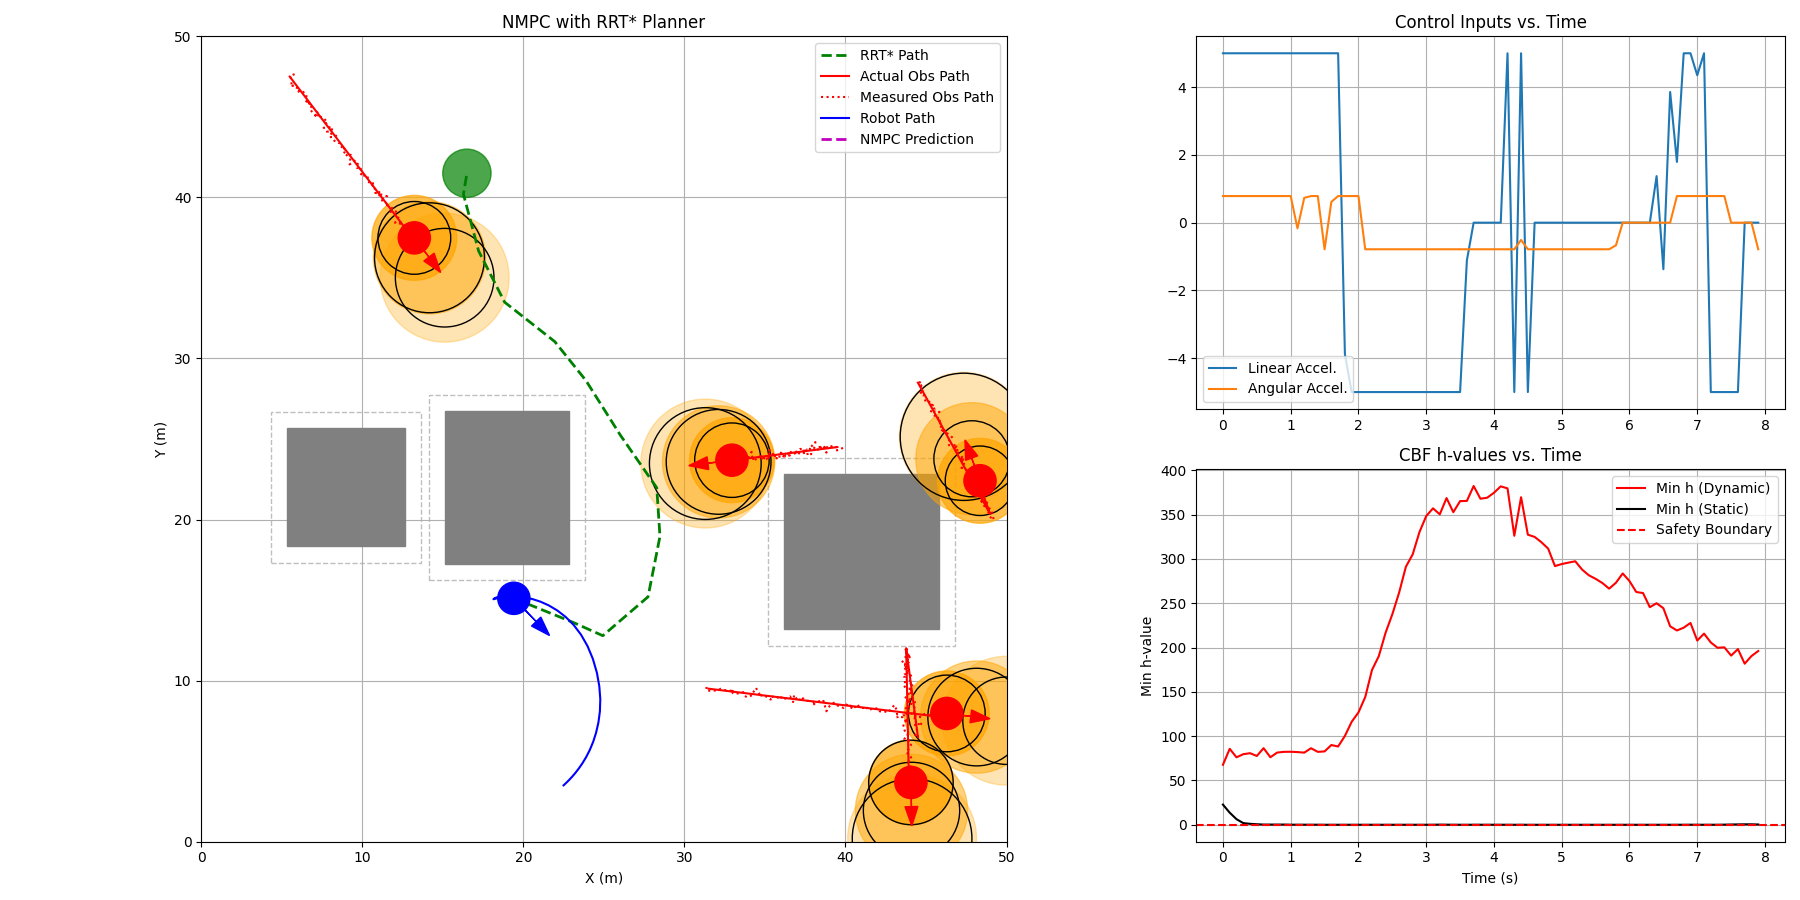 NMPC with RRT* Planner
50
40
30
20
10
0
Y (m)
0 10 20 30 40 50
X (m)
RRT* Path
Actual Obs Path
Measured Obs Path
Robot Path
NMPC Prediction
Control Inputs vs. Time
4
2
0
−2
−4
Linear Accel.
Angular Accel.
0 1 2 3 4 5 6 7 8
CBF h-values vs. Time
400
350
300
250
200
150
100
50
0
Min h-value
Min h (Dynamic)
Min h (Static)
Safety Boundary
0 1 2 3 4 5 6 7 8
Time (s)